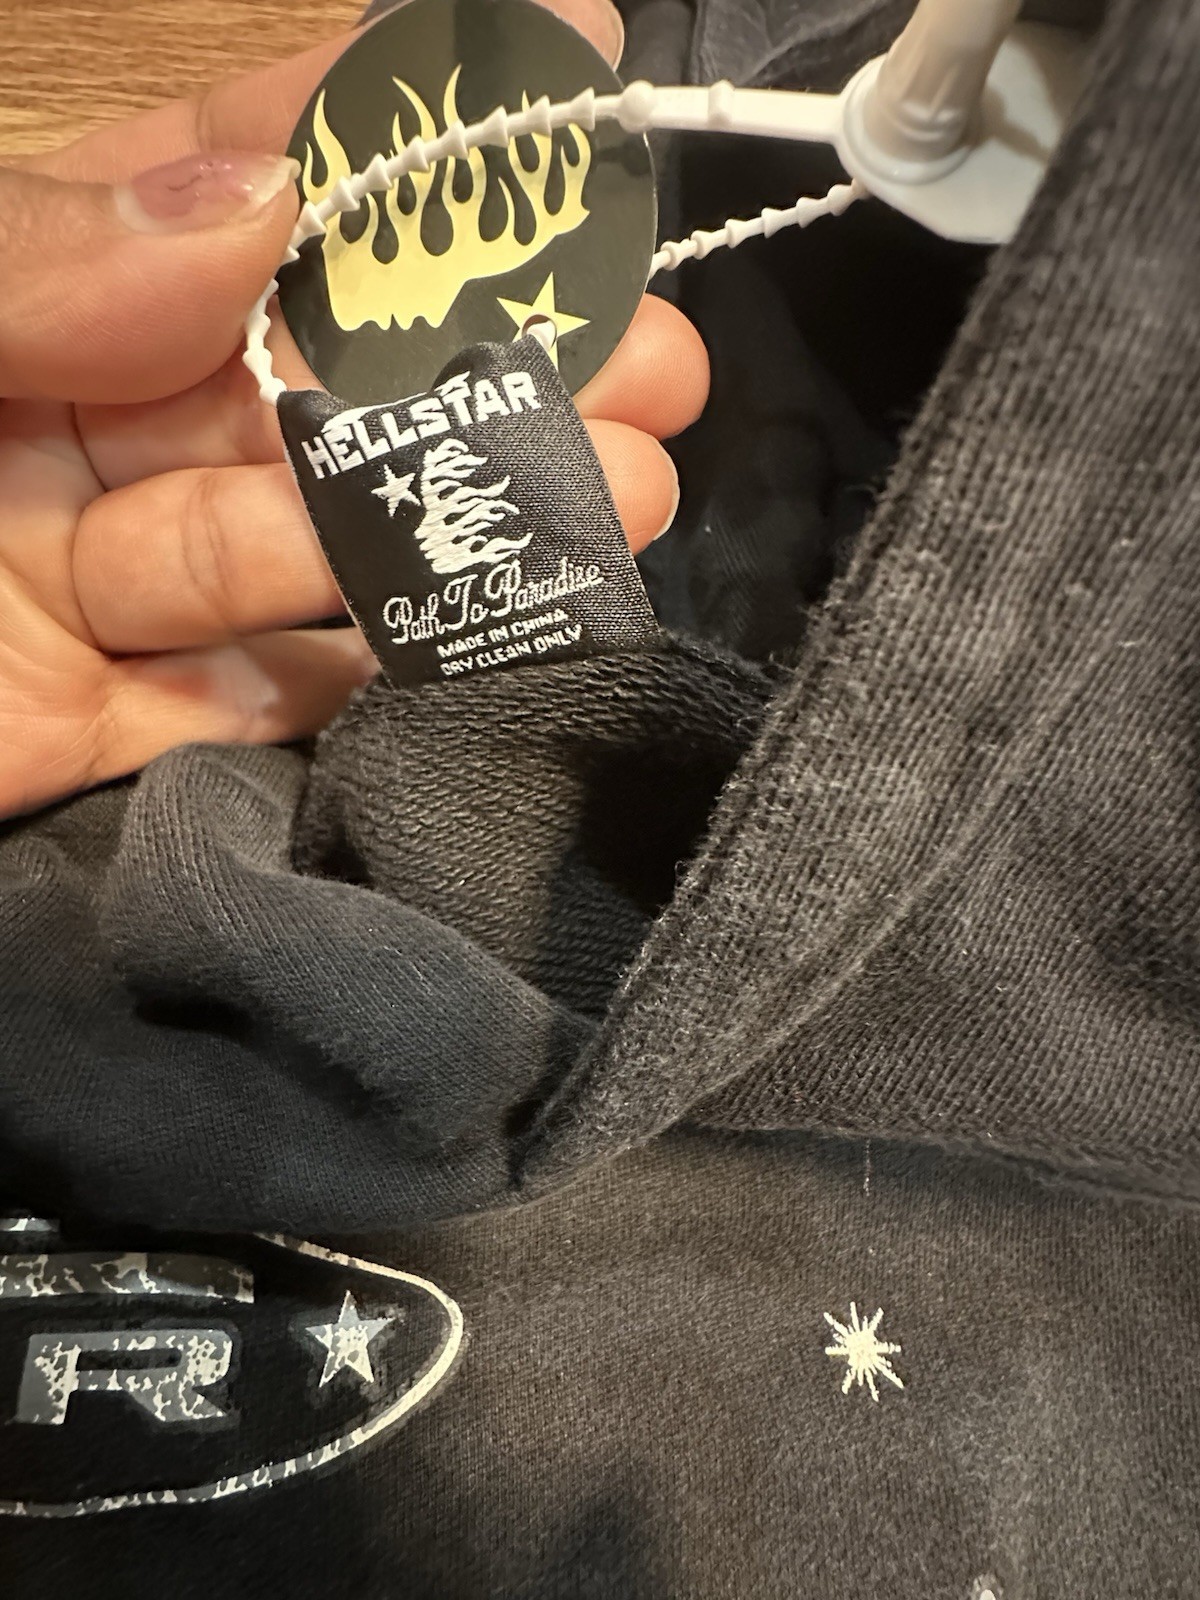 HELLSTAR
Path To Paradise
MADE IN CHINA
DRY CLEAN ONLY
R